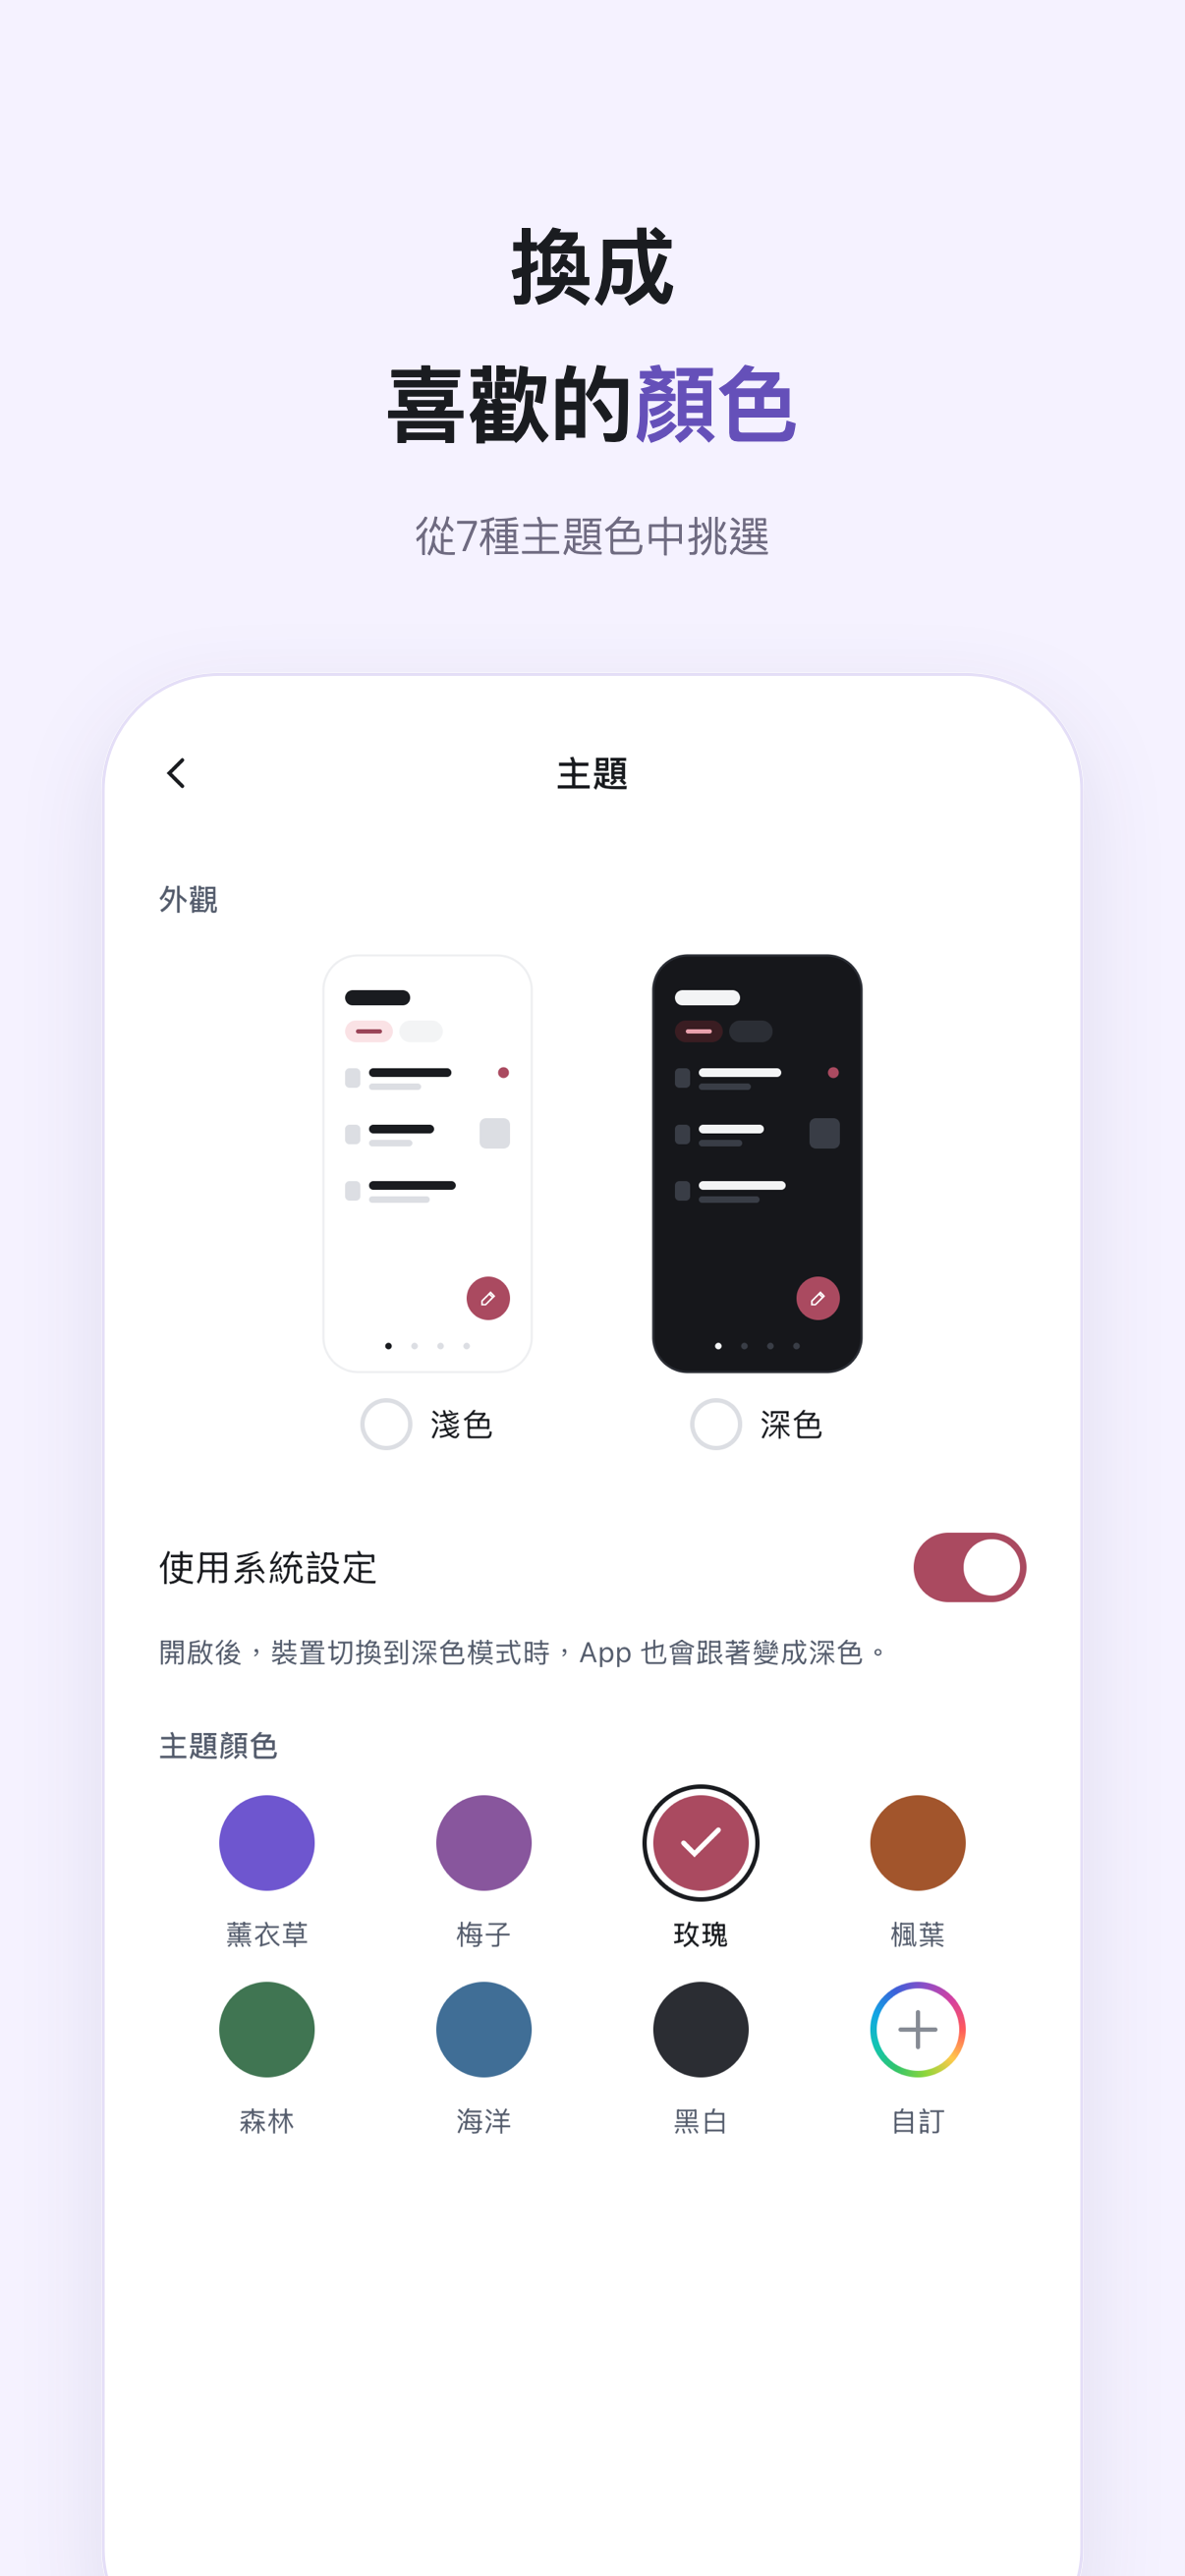 換成
喜歡的顏色
從7種主題色中挑選
主題
外觀
淺色
深色
使用系統設定
開啟後，裝置切換到深色模式時，App 也會跟著變成深色。
主題顏色
薰衣草
梅子
玫瑰
楓葉
森林
海洋
黑白
自訂